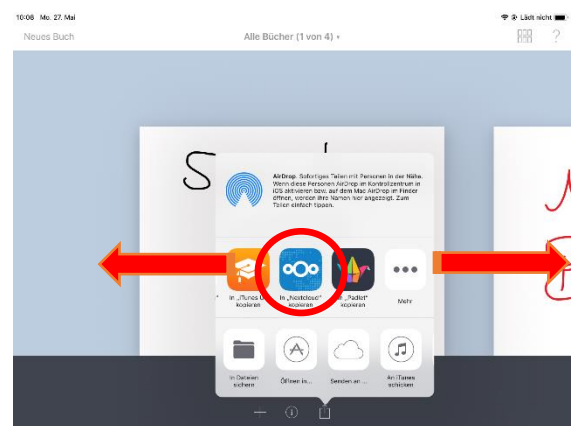 10:08 Mo. 27. Mai
Lädt nicht
Neues Buch
Alle Bücher (1 von 4)
?
S
AirDrop. Sofortiges Teilen mit Personen in der Nähe.
Wenn diese Personen AirDrop im Kontrollzentrum in
iOS aktivieren bzw. auf dem Mac AirDrop im Finder
öffnen, werden ihre Namen hier angezeigt. Zum
Teilen einfach tippen.
In „iTunes U"
kopieren
In „Nextcloud"
kopieren
In „Padlet"
kopieren
Mehr
In Dateien
sichern
Öffnen in...
Senden an ...
An iTunes
schicken